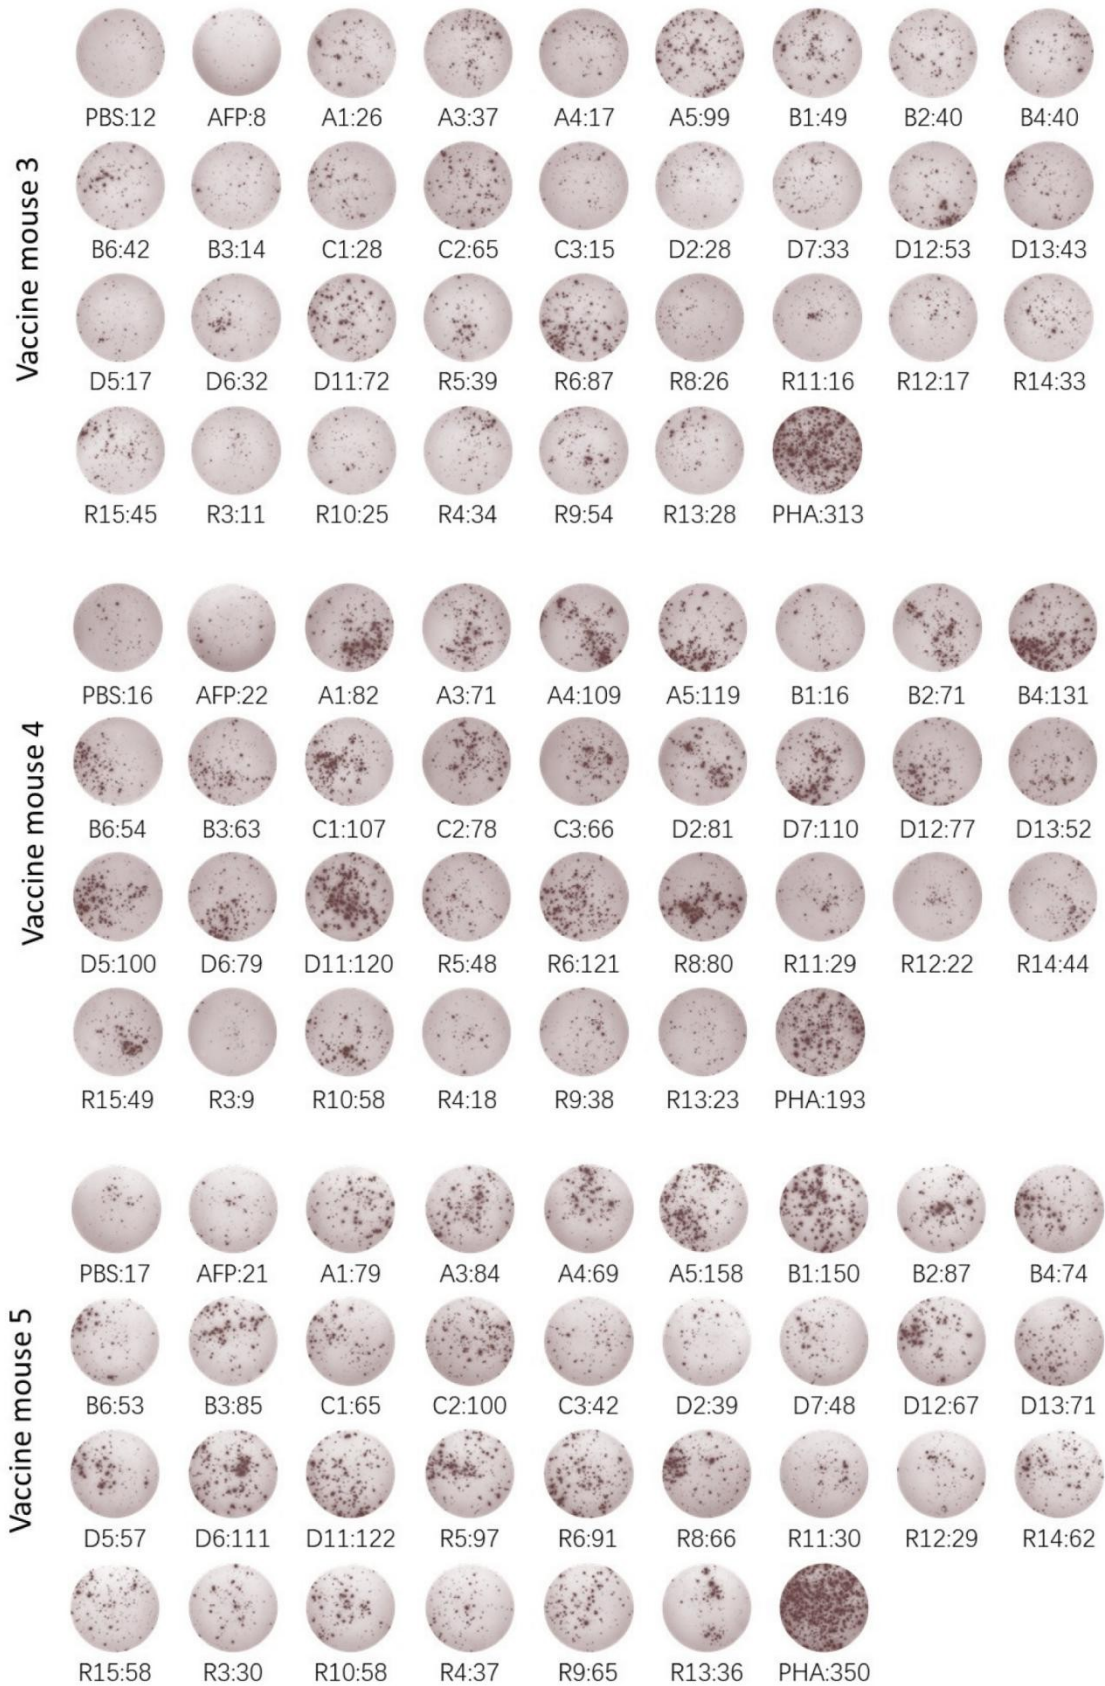 Vaccine mouse 3
PBS:12 AFP:8 A1:26 A3:37 A4:17 A5:99 B1:49 B2:40 B4:40
B6:42 B3:14 C1:28 C2:65 C3:15 D2:28 D7:33 D12:53 D13:43
D5:17 D6:32 D11:72 R5:39 R6:87 R8:26 R11:16 R12:17 R14:33
R15:45 R3:11 R10:25 R4:34 R9:54 R13:28 PHA:313
Vaccine mouse 4
PBS:16 AFP:22 A1:82 A3:71 A4:109 A5:119 B1:16 B2:71 B4:131
B6:54 B3:63 C1:107 C2:78 C3:66 D2:81 D7:110 D12:77 D13:52
D5:100 D6:79 D11:120 R5:48 R6:121 R8:80 R11:29 R12:22 R14:44
R15:49 R3:9 R10:58 R4:18 R9:38 R13:23 PHA:193
Vaccine mouse 5
PBS:17 AFP:21 A1:79 A3:84 A4:69 A5:158 B1:150 B2:87 B4:74
B6:53 B3:85 C1:65 C2:100 C3:42 D2:39 D7:48 D12:67 D13:71
D5:57 D6:111 D11:122 R5:97 R6:91 R8:66 R11:30 R12:29 R14:62
R15:58 R3:30 R10:58 R4:37 R9:65 R13:36 PHA:350